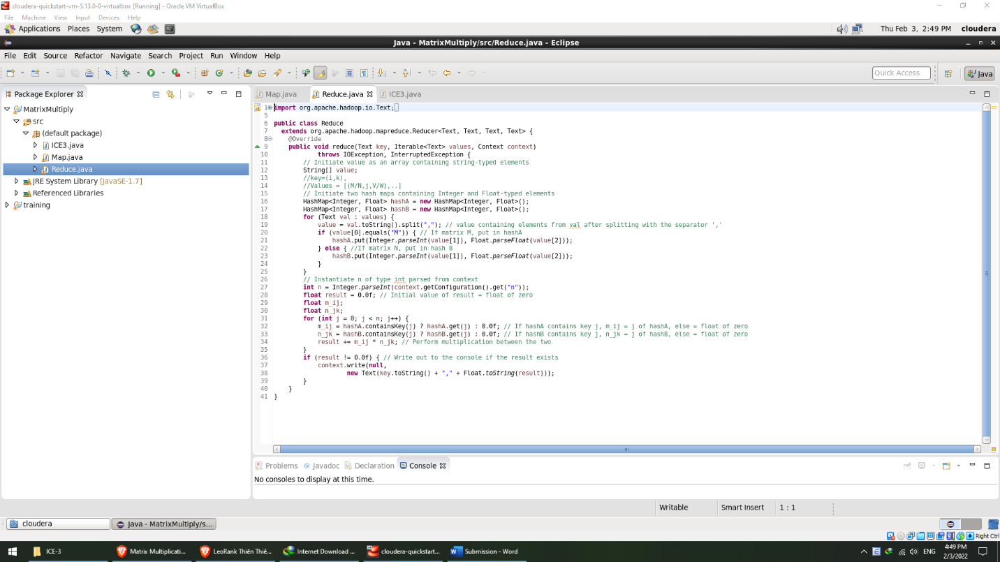 cloudera-quickstart-vm-5.13.0-0-virtualbox [Running] - Oracle VM VirtualBox
File Machine View Input Devices Help
Applications Places System Thu Feb 3, 2:49 PM cloudera
Java - MatrixMultiply/src/Reduce.java - Eclipse
File Edit Source Refactor Navigate Search Project Run Window Help
Quick Access Java
Package Explorer
MatrixMultiply
src
(default package)
ICE3.java
Map.java
Reduce.java
JRE System Library [JavaSE-1.7]
Referenced Libraries
training
Map.java Reduce.java ICE3.java
1 import org.apache.hadoop.io.Text;
5
6 public class Reduce
7 extends org.apache.hadoop.mapreduce.Reducer<Text, Text, Text, Text> {
8 @Override
9 public void reduce(Text key, Iterable<Text> values, Context context)
10 throws IOException, InterruptedException {
11 // Initiate value as an array containing string-typed elements
12 String[] value;
13 //key=(i,k),
14 //Values = [(M/N,j,V/W),..]
15 // Initiate two hash maps containing Integer and Float-typed elements
16 HashMap<Integer, Float> hashA = new HashMap<Integer, Float>();
17 HashMap<Integer, Float> hashB = new HashMap<Integer, Float>();
18 for (Text val : values) {
19 value = val.toString().split(","); // value containing elements from val after splitting with the separator ','
20 if (value[0].equals("M")) { // If matrix M, put in hashA
21 hashA.put(Integer.parseInt(value[1]), Float.parseFloat(value[2]));
22 } else { //If matrix N, put in hash B
23 hashB.put(Integer.parseInt(value[1]), Float.parseFloat(value[2]));
24 }
25 }
26 // Instantiate n of type int parsed from context
27 int n = Integer.parseInt(context.getConfiguration().get("n"));
28 float result = 0.0f; // Initial value of result = float of zero
29 float m_ij;
30 float n_jk;
31 for (int j = 0; j < n; j++) {
32 m_ij = hashA.containsKey(j) ? hashA.get(j) : 0.0f; // If hashA contains key j, m_ij = j of hashA, else = float of zero
33 n_jk = hashB.containsKey(j) ? hashB.get(j) : 0.0f; // If hashB contains key j, n_jk = j of hashB, else = float of zero
34 result += m_ij * n_jk; // Perform multiplication between the two
35 }
36 if (result != 0.0f) { // Write out to the console if the result exists
37 context.write(null,
38 new Text(key.toString() + "," + Float.toString(result)));
39 }
40 }
41 }
Problems @ Javadoc Declaration Console
No consoles to display at this time.
Writable Smart Insert 1 : 1
cloudera Java - MatrixMultiply/s...
Right Ctrl
ICE-3 Matrix Multiplicati... LeoRank Thiên Thiê... Internet Download ... cloudera-quickstart... Submission - Word ENG 4:49 PM
2/3/2022